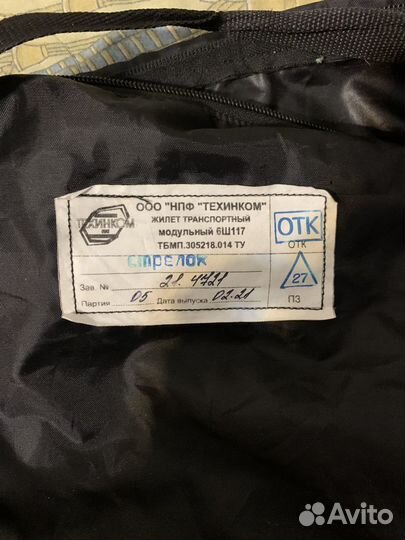 ООО "НПФ "ТЕХИНКОМ"
ЖИЛЕТ ТРАНСПОРТНЫЙ
МОДУЛЬНЫЙ 6Ш117
ТБМП.305218.014 ТУ
ТЕХИНКОМ
ОТК
ОТК
стрелок
Зав. № 21.4721
27
Партия 05 Дата выпуска 02.21
ПЗ
Avito